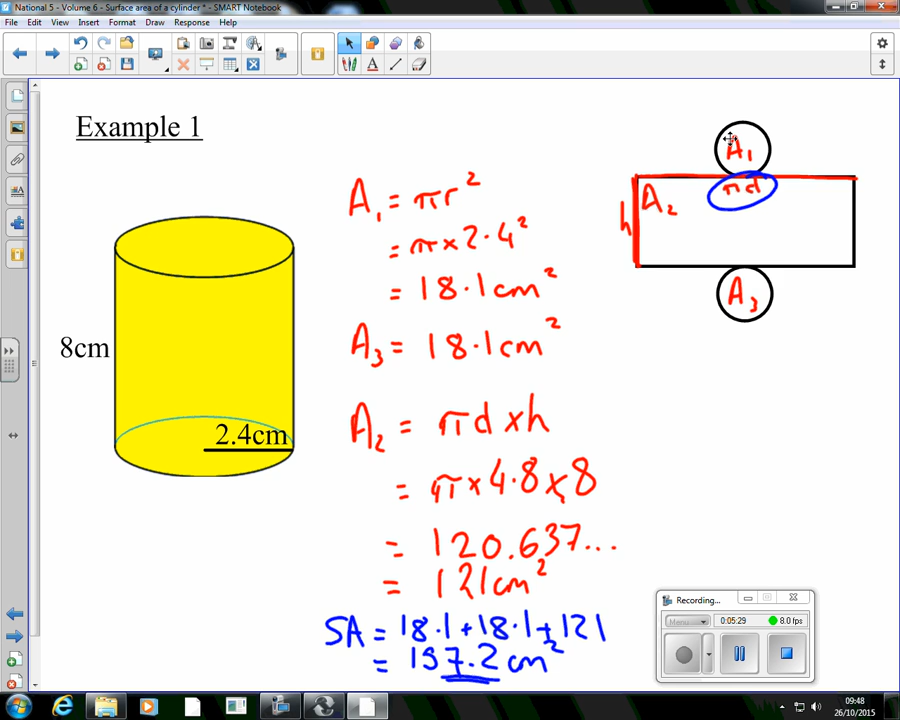 National 5 - Volume 6 - Surface area of a cylinder * - SMART Notebook
File Edit View Insert Format Draw Response Help
Example 1
8cm
2.4cm
A₁ = πr²
= π × 2.4²
= 18.1cm²
A₃ = 18.1cm²
A₂ = πd × h
= π × 4.8 × 8
= 120.637...
= 121cm²
SA = 18.1 + 18.1 + 121
= 157.2 cm²
A₁
πd
A₂
h
A₃
Recording...
Menu
0:05:29
8.0 fps
09:48
26/10/2015